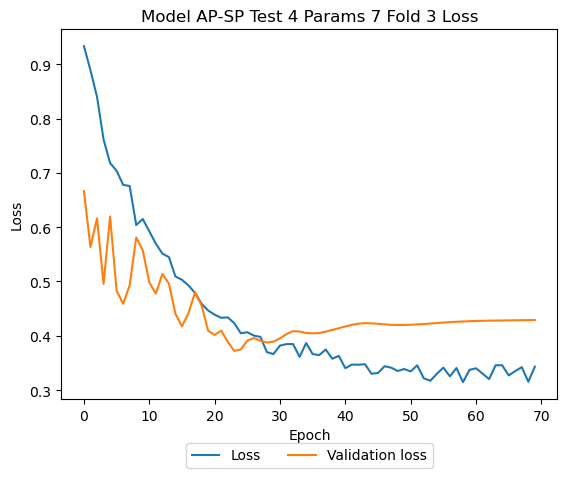 Model AP-SP Test 4 Params 7 Fold 3 Loss
0.9
0.8
0.7
0.6
0.5
0.4
0.3
Loss
0 10 20 30 40 50 60 70
Epoch
Loss Validation loss